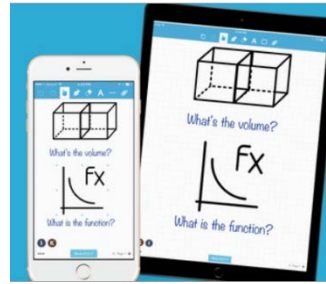 What's the volume?
FX
What is the function?
What's the volume?
FX
What is the function?